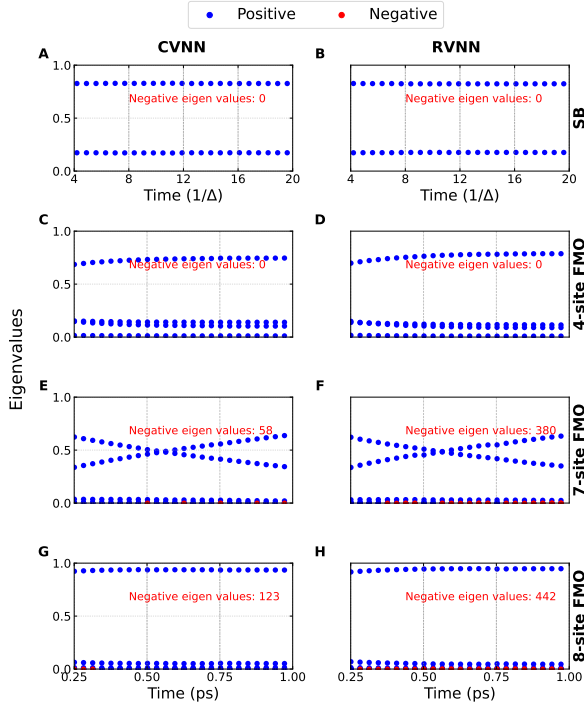 Positive Negative
CVNN RVNN
A B
1.0
0.5
0.0
Negative eigen values: 0 Negative eigen values: 0
SB
4 8 12 16 20 4 8 12 16 20
Time (1/Δ) Time (1/Δ)
C D
1.0
0.5
0.0
Negative eigen values: 0 Negative eigen values: 0
4-site FMO
Eigenvalues
E F
1.0
0.5
0.0
Negative eigen values: 58 Negative eigen values: 380
7-site FMO
G H
1.0
0.5
0.0
Negative eigen values: 123 Negative eigen values: 442
8-site FMO
0.25 0.50 0.75 1.00 0.25 0.50 0.75 1.00
Time (ps) Time (ps)